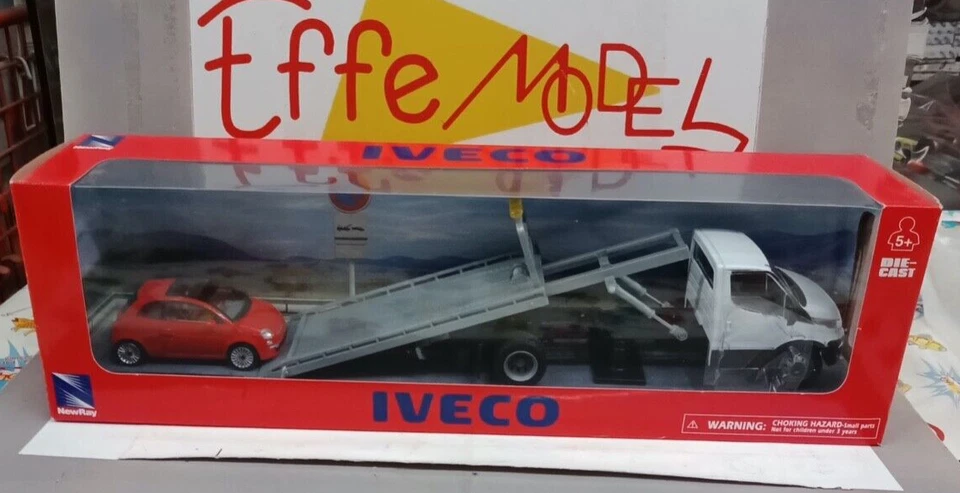 Effe MODEL
IVECO
5+
DIE-
CAST
NewRay
IVECO
WARNING: CHOKING HAZARD-Small parts
Not for children under 3 years